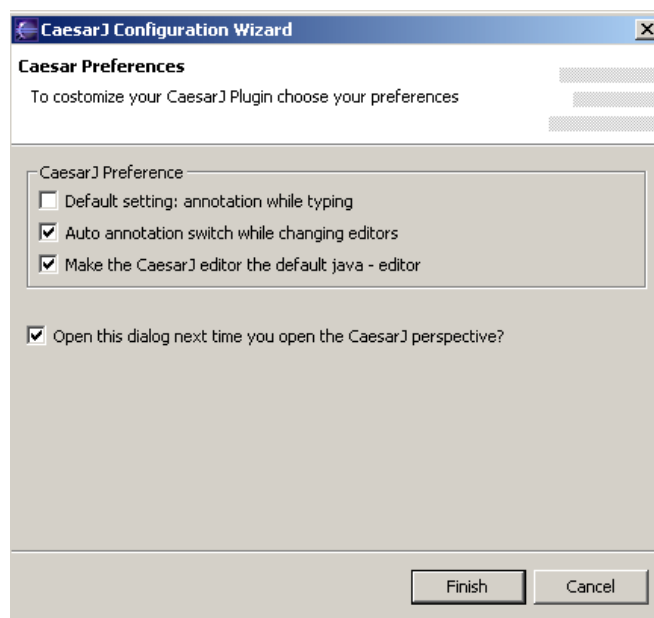 CaesarJ Configuration Wizard
Caesar Preferences
To costomize your CaesarJ Plugin choose your preferences
CaesarJ Preference
Default setting: annotation while typing
Auto annotation switch while changing editors
Make the CaesarJ editor the default java - editor
Open this dialog next time you open the CaesarJ perspective?
Finish Cancel